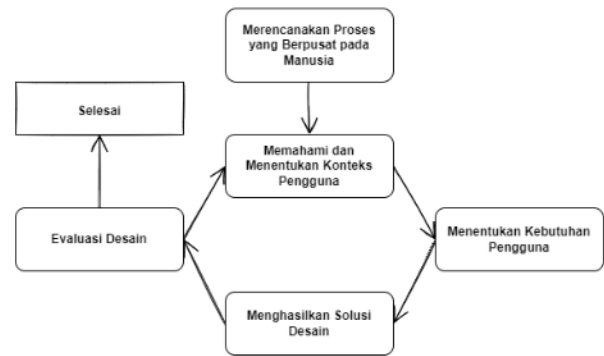 Merencanakan Proses
yang Berpusat pada
Manusia
Selesai
Memahami dan
Menentukan Konteks
Pengguna
Evaluasi Desain
Menentukan Kebutuhan
Pengguna
Menghasilkan Solusi
Desain